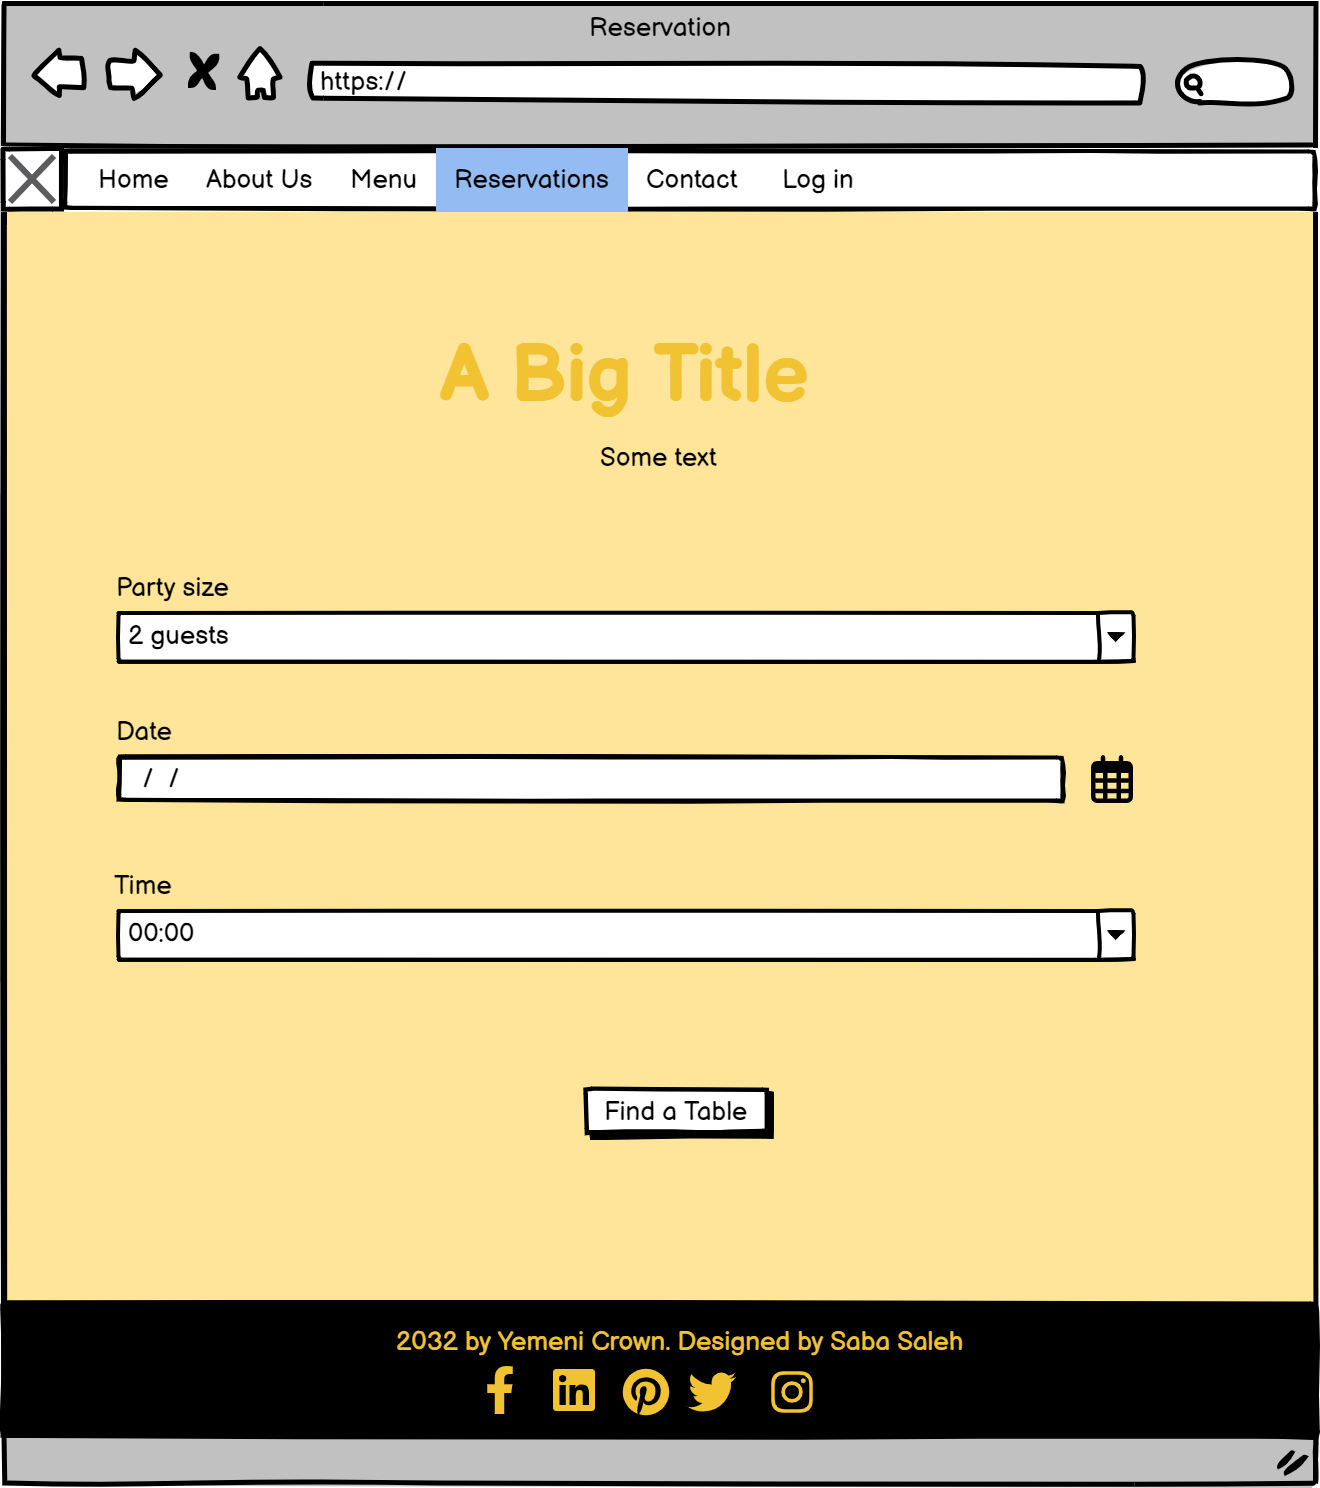 Reservation
https://
Home About Us Menu Reservations Contact Log in
A Big Title
Some text
Party size
2 guests
Date
/ /
Time
00:00
Find a Table
2032 by Yemeni Crown. Designed by Saba Saleh